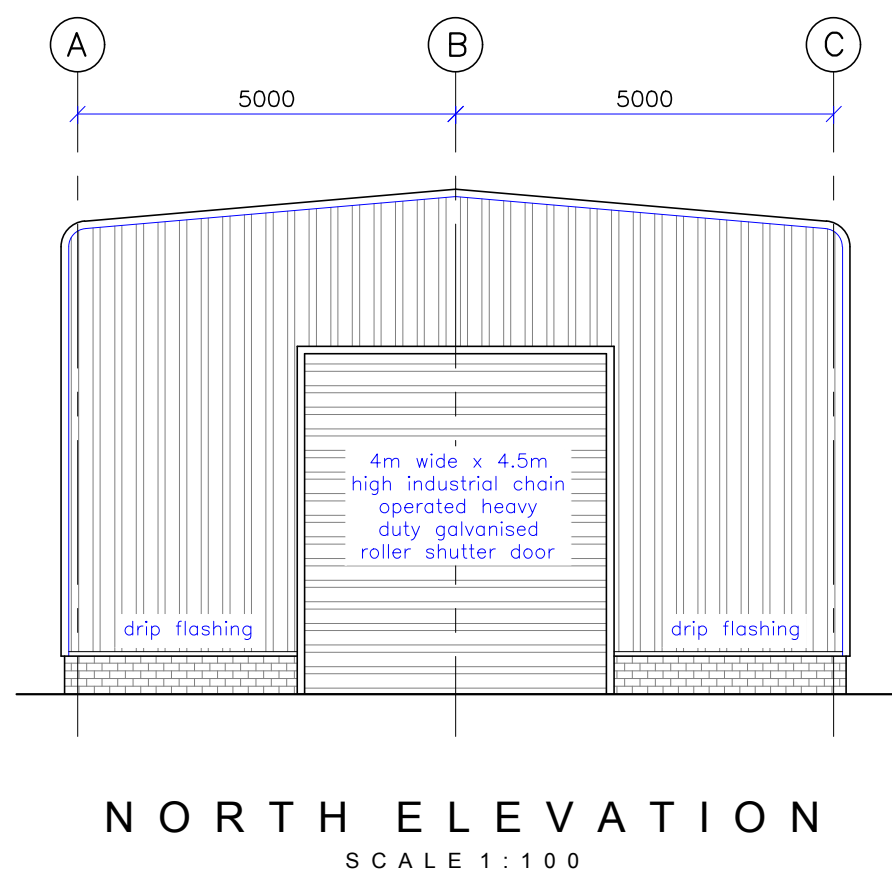 A B C
5000 5000
4m wide x 4.5m
high industrial chain
operated heavy
duty galvanised
roller shutter door
drip flashing drip flashing
NORTH ELEVATION
SCALE 1:100